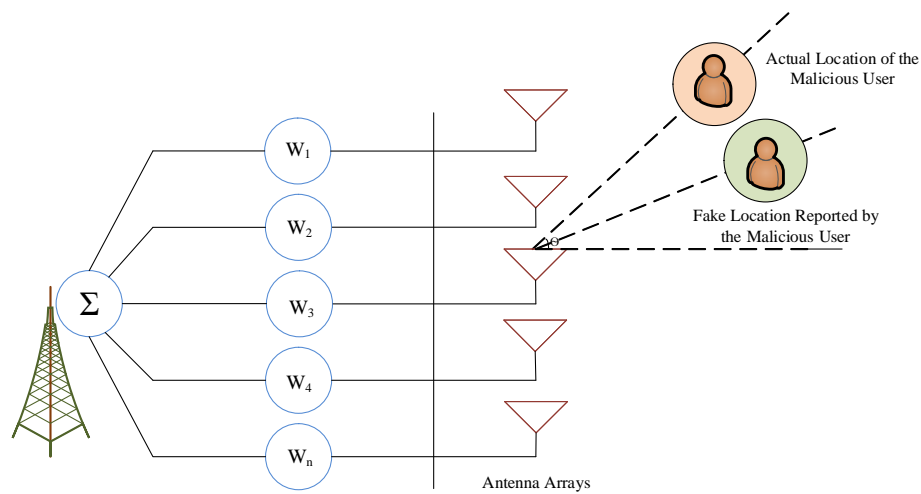 Actual Location of the
Malicious User
W1
W2
Fake Location Reported by
the Malicious User
Θ
Σ
W3
W4
Wn
Antenna Arrays